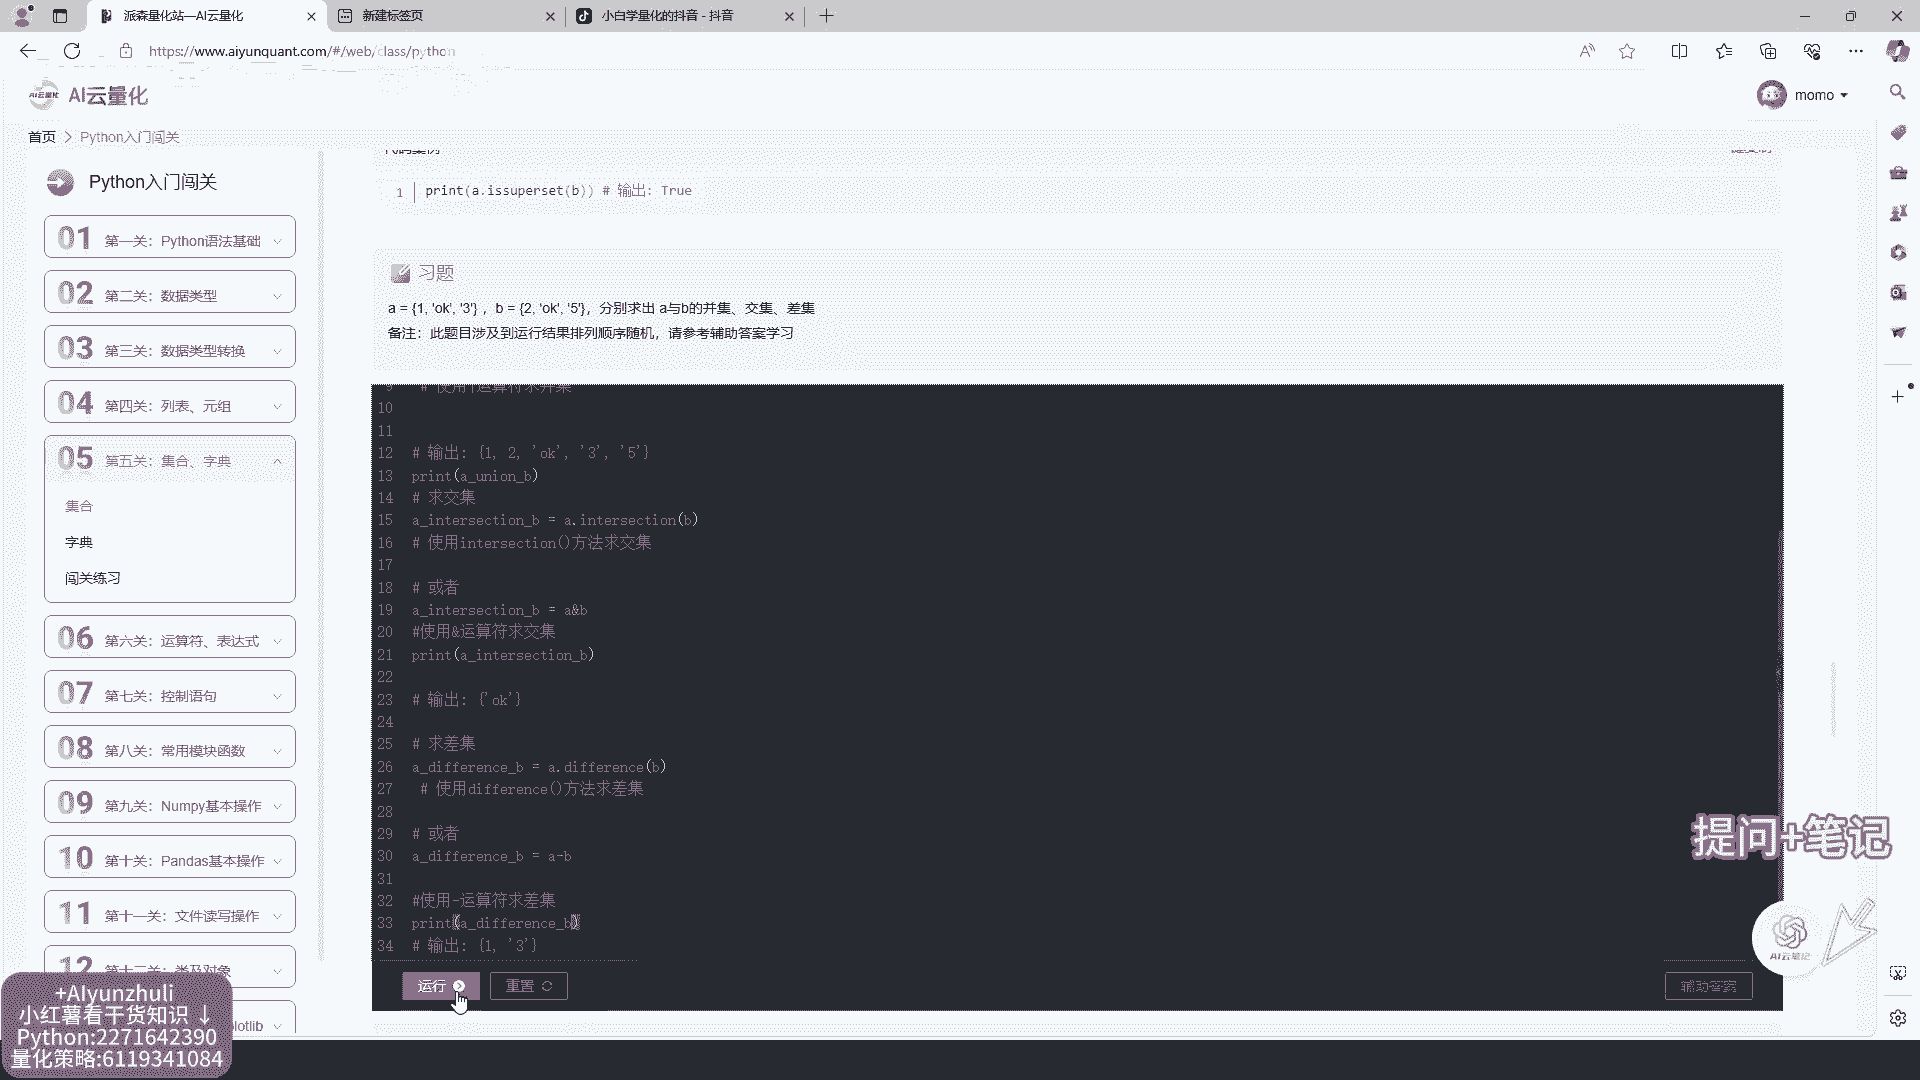 派森量化站—AI云量化
新建标签页
小白学量化的抖音 - 抖音
https://www.aiyunquant.com/#/web/class/python
AI云量化
momo
首页 > Python入门闯关
Python入门闯关
01 第一关：Python语法基础
02 第二关：数据类型
03 第三关：数据类型转换
04 第四关：列表、元组
05 第五关：集合、字典
集合
字典
闯关练习
06 第六关：运算符、表达式
07 第七关：控制语句
08 第八关：常用模块函数
09 第九关：Numpy基本操作
10 第十关：Pandas基本操作
11 第十一关：文件读写操作
12 第十二关：类及对象
olotlib
1 print(a.issuperset(b)) # 输出: True
习题
a = {1, 'ok', '3'} ，b = {2, 'ok', '5'}，分别求出 a与b的并集、交集、差集
备注：此题目涉及到运行结果排列顺序随机，请参考辅助答案学习
9 # 使用|运算符求并集
10
11
12 # 输出: {1, 2, 'ok', '3', '5'}
13 print(a_union_b)
14 # 求交集
15 a_intersection_b = a.intersection(b)
16 # 使用intersection()方法求交集
17
18 # 或者
19 a_intersection_b = a&b
20 #使用&运算符求交集
21 print(a_intersection_b)
22
23 # 输出: {'ok'}
24
25 # 求差集
26 a_difference_b = a.difference(b)
27 # 使用difference()方法求差集
28
29 # 或者
30 a_difference_b = a-b
31
32 #使用-运算符求差集
33 print(a_difference_b)
34 # 输出: {1, '3'}
运行
重置
辅助答案
提问+笔记
AI云笔记
+AIyunzhuli
小红薯看干货知识 ↓
Python:2271642390
量化策略:6119341084